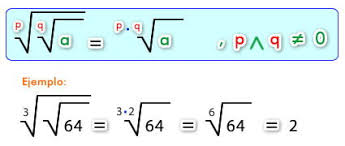 ᵖ√(ᑫ√a) = ᵖ·ᑫ√a , p ∧ q ≠ 0
Ejemplo:
³√(√64) = ³·²√64 = ⁶√64 = 2